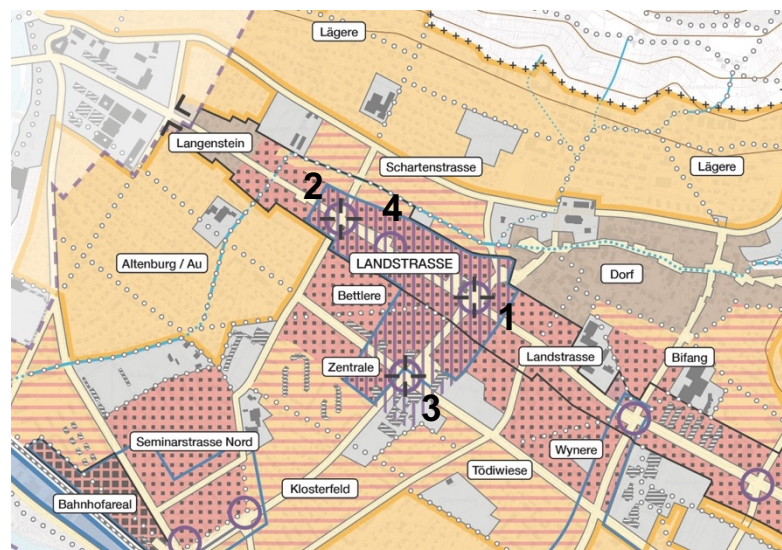 Lägere
Langenstein
Schartenstrasse
Lägere
2
4
Altenburg / Au
LANDSTRASSE
Dorf
Bettlere
1
Landstrasse
Bifang
Zentrale
3
Seminarstrasse Nord
Wynere
Tödiwiese
Klosterfeld
Bahnhofareal